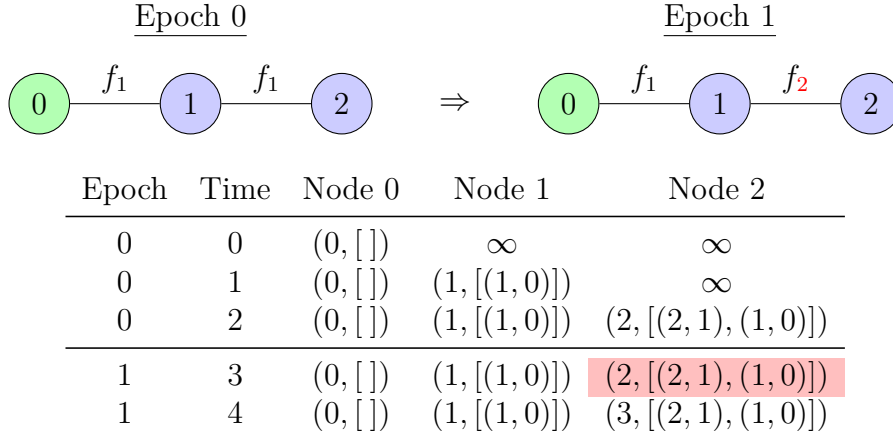 Epoch 0 Epoch 1
f₁ f₁ f₁ f₂
0 1 2 ⇒ 0 1 2
Epoch Time Node 0 Node 1 Node 2
0 0 (0, [ ]) ∞ ∞
0 1 (0, [ ]) (1, [(1, 0)]) ∞
0 2 (0, [ ]) (1, [(1, 0)]) (2, [(2, 1), (1, 0)])
1 3 (0, [ ]) (1, [(1, 0)]) (2, [(2, 1), (1, 0)])
1 4 (0, [ ]) (1, [(1, 0)]) (3, [(2, 1), (1, 0)])